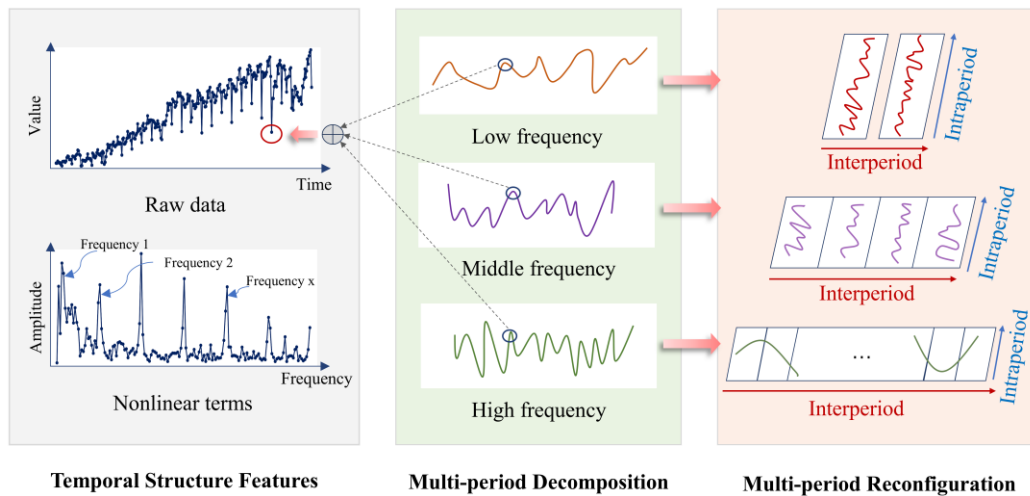 Value
Time
Raw data
Frequency 1
Frequency 2
Frequency x
Amplitude
Frequency
Nonlinear terms
Temporal Structure Features
Low frequency
Middle frequency
High frequency
Multi-period Decomposition
Intraperiod
Interperiod
Intraperiod
Interperiod
...
Intraperiod
Interperiod
Multi-period Reconfiguration